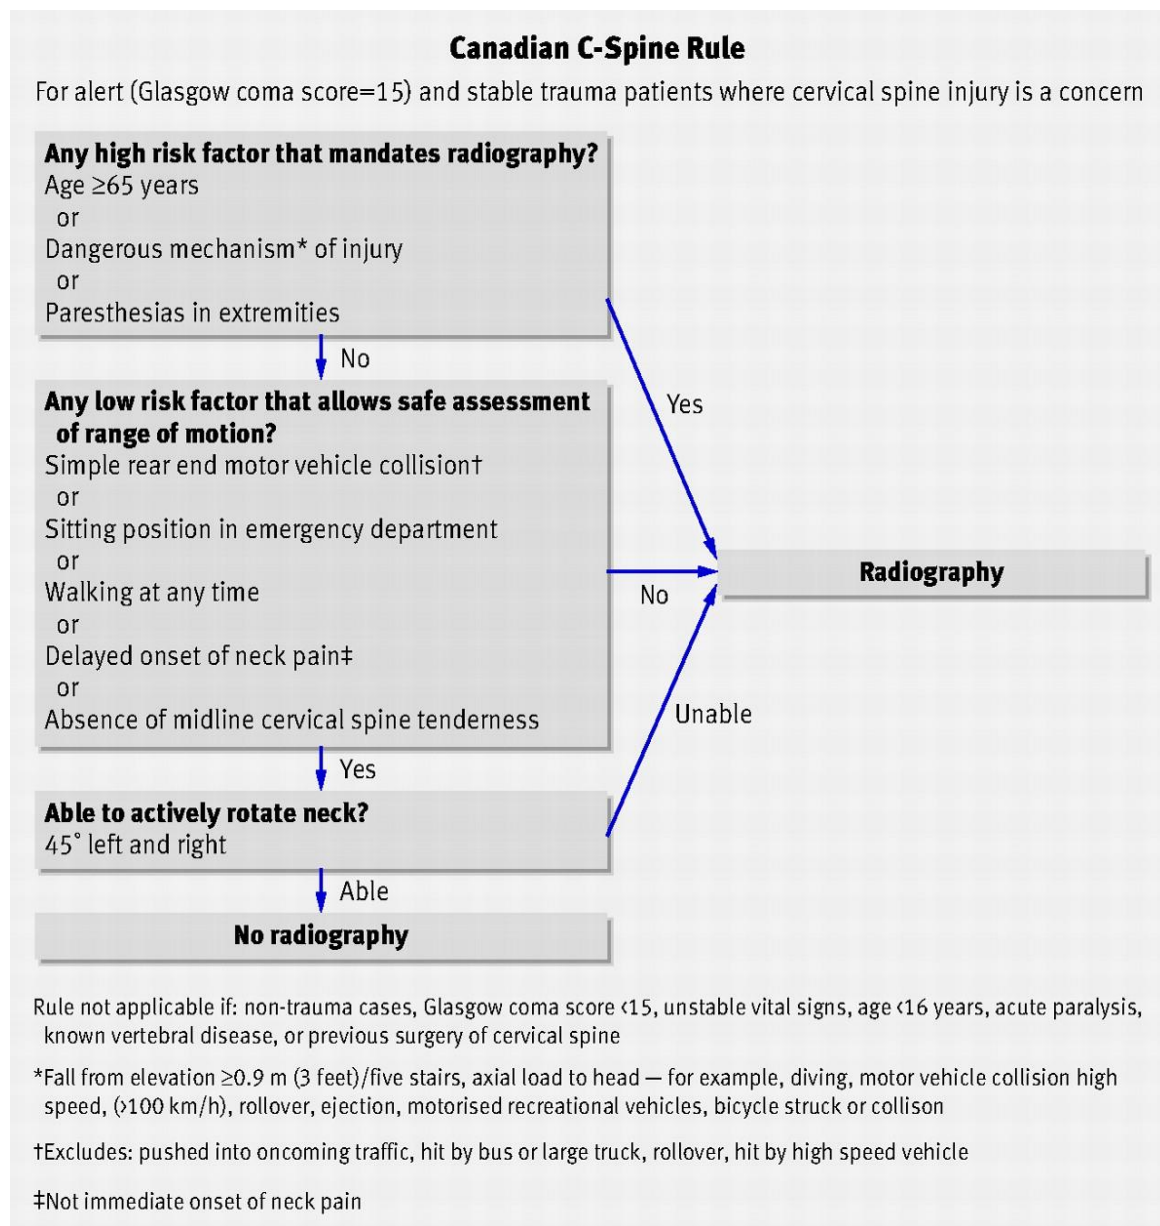 Canadian C-Spine Rule
For alert (Glasgow coma score=15) and stable trauma patients where cervical spine injury is a concern
Any high risk factor that mandates radiography?
Age ≥65 years
or
Dangerous mechanism* of injury
or
Paresthesias in extremities
No
Yes
Any low risk factor that allows safe assessment
of range of motion?
Simple rear end motor vehicle collision†
or
Sitting position in emergency department
or
Walking at any time
or
Delayed onset of neck pain‡
or
Absence of midline cervical spine tenderness
No
Radiography
Unable
Yes
Able to actively rotate neck?
45° left and right
Able
No radiography
Rule not applicable if: non-trauma cases, Glasgow coma score <15, unstable vital signs, age <16 years, acute paralysis,
known vertebral disease, or previous surgery of cervical spine
*Fall from elevation ≥0.9 m (3 feet)/five stairs, axial load to head — for example, diving, motor vehicle collision high
speed, (>100 km/h), rollover, ejection, motorised recreational vehicles, bicycle struck or collison
†Excludes: pushed into oncoming traffic, hit by bus or large truck, rollover, hit by high speed vehicle
‡Not immediate onset of neck pain